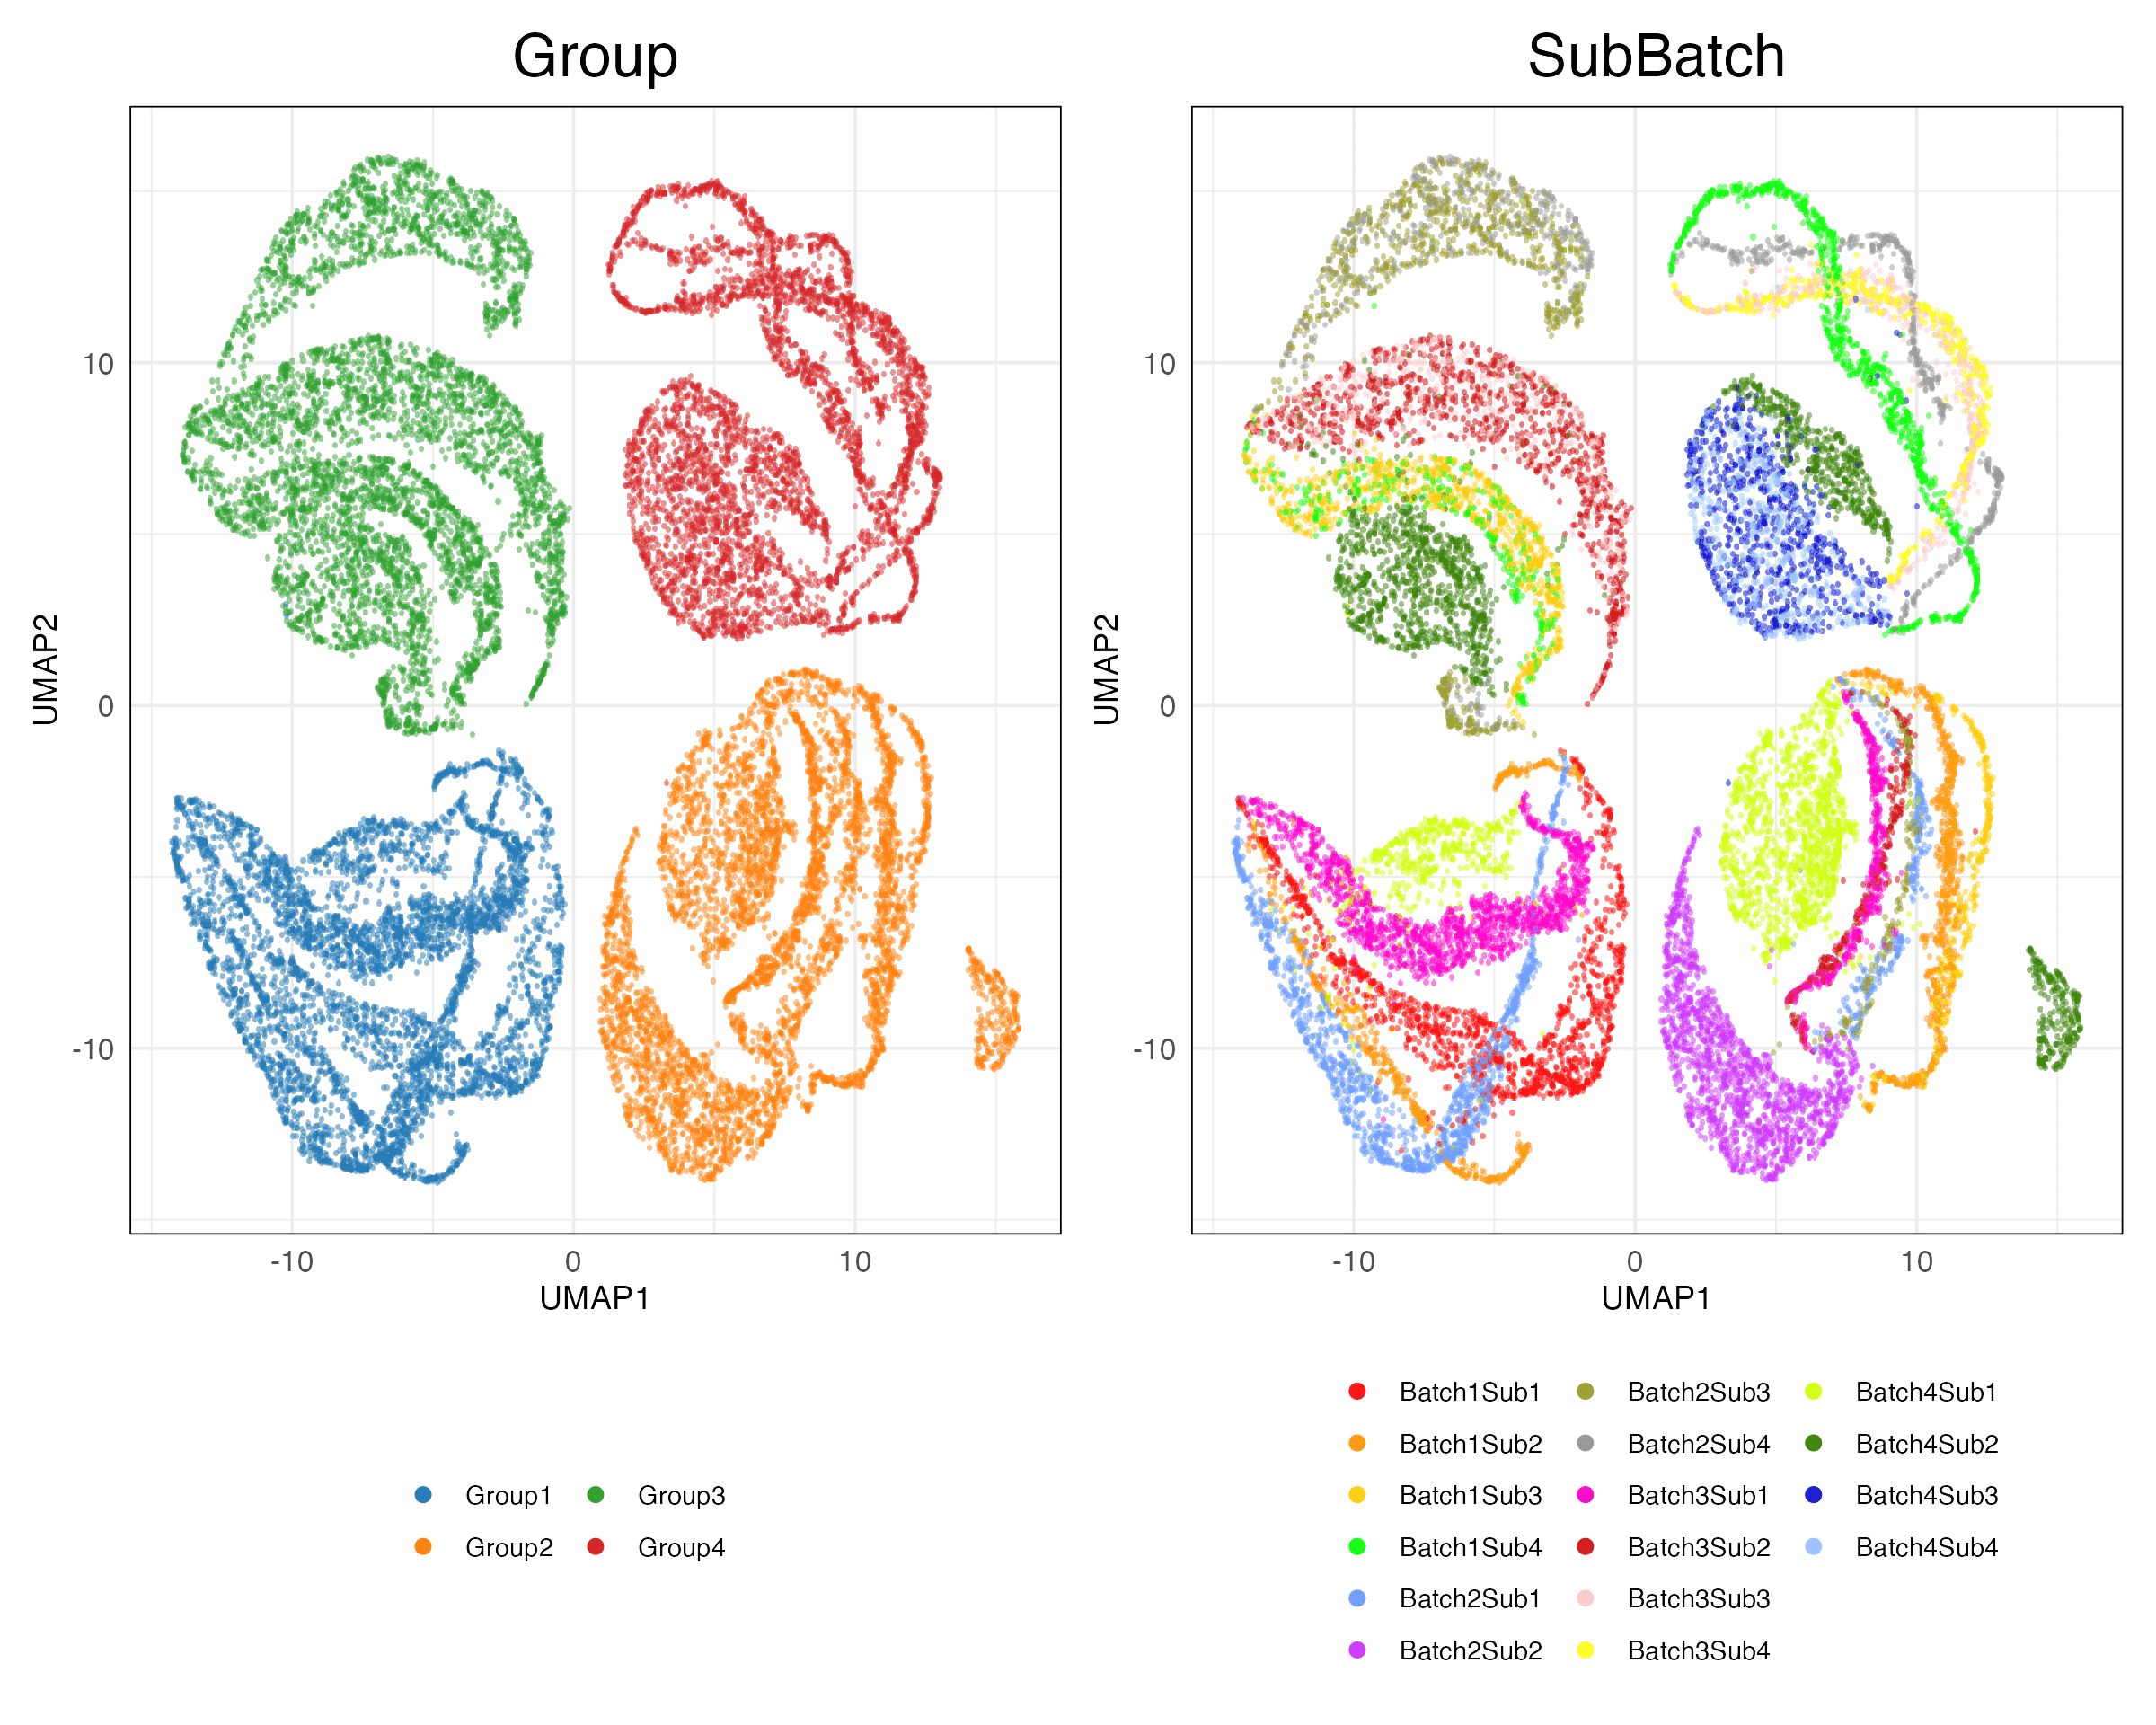 Group
SubBatch
UMAP2
10
0
-10
-10 0 10
UMAP1
UMAP2
10
0
-10
-10 0 10
UMAP1
Group1 Group3
Group2 Group4
Batch1Sub1 Batch2Sub3 Batch4Sub1
Batch1Sub2 Batch2Sub4 Batch4Sub2
Batch1Sub3 Batch3Sub1 Batch4Sub3
Batch1Sub4 Batch3Sub2 Batch4Sub4
Batch2Sub1 Batch3Sub3
Batch2Sub2 Batch3Sub4